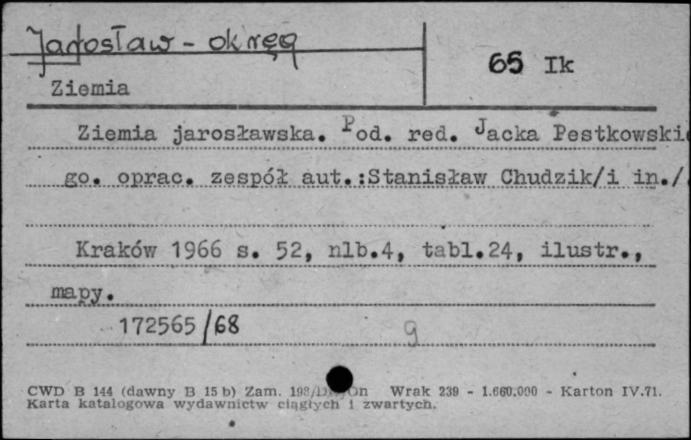 Jarosław - okręg
65 Ik
Ziemia
Ziemia jarosławska. Pod. red. Jacka Pestkowski
go. oprac. zespół aut.:Stanisław Chudzik/i in./.
Kraków 1966 s. 52, nlb.4, tabl.24, ilustr.,
mapy.
172565/68 g
CWD B 144 (dawny B 15 b) Zam. Wrak 239 - 1.660.000 - Karton IV.71.
Karta katalogowa wydawnictw ciągłych i zwartych.